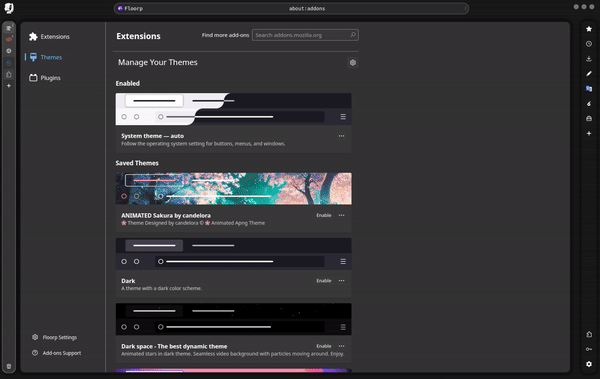 Floorp
about:addons
Extensions
Themes
Plugins
Floorp Settings
Add-ons Support
Extensions
Find more add-ons
Search addons.mozilla.org
Manage Your Themes
Enabled
System theme — auto
Follow the operating system setting for buttons, menus, and windows.
Saved Themes
ANIMATED Sakura by candelora
Enable
🌸 Theme Designed by candelora © 🌸 Animated Apng Theme
Dark
Enable
A theme with a dark color scheme.
Dark space - The best dynamic theme
Enable
Animated stars in dark theme. Seamless video background with particles moving around. Enjoy.